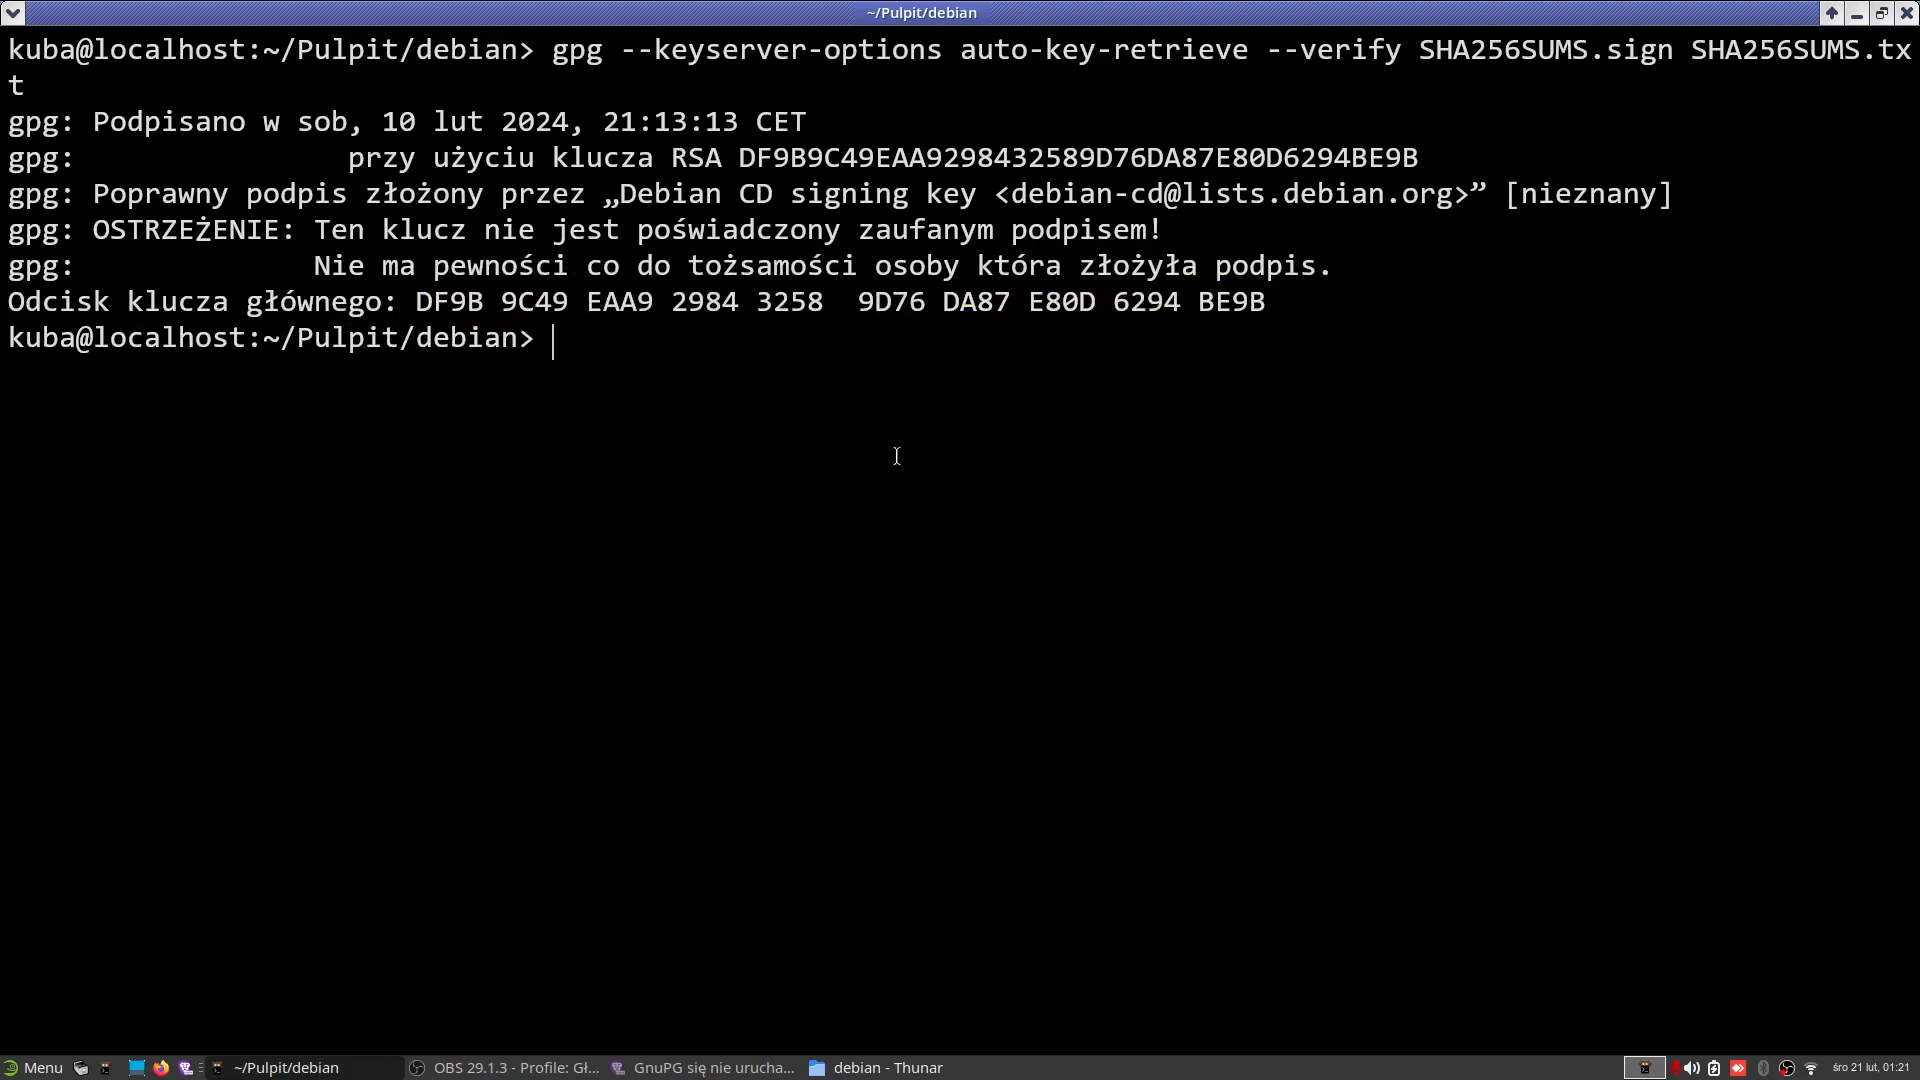 ~/Pulpit/debian
kuba@localhost:~/Pulpit/debian> gpg --keyserver-options auto-key-retrieve --verify SHA256SUMS.sign SHA256SUMS.tx
t
gpg: Podpisano w sob, 10 lut 2024, 21:13:13 CET
gpg:                przy użyciu klucza RSA DF9B9C49EAA9298432589D76DA87E80D6294BE9B
gpg: Poprawny podpis złożony przez „Debian CD signing key <debian-cd@lists.debian.org>” [nieznany]
gpg: OSTRZEŻENIE: Ten klucz nie jest poświadczony zaufanym podpisem!
gpg:              Nie ma pewności co do tożsamości osoby która złożyła podpis.
Odcisk klucza głównego: DF9B 9C49 EAA9 2984 3258  9D76 DA87 E80D 6294 BE9B
kuba@localhost:~/Pulpit/debian>
Menu ~/Pulpit/debian OBS 29.1.3 - Profile: Gł... GnuPG się nie urucha... debian - Thunar śro 21 lut, 01:21